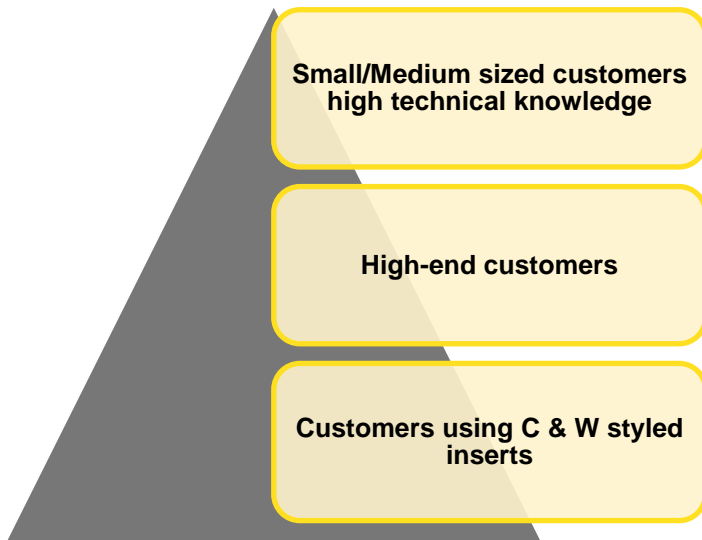 Small/Medium sized customers
high technical knowledge
High-end customers
Customers using C & W styled
inserts